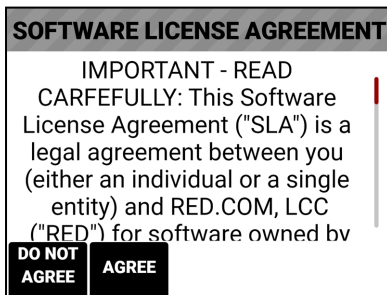 SOFTWARE LICENSE AGREEMENT
IMPORTANT - READ
CARFEFULLY: This Software
License Agreement ("SLA") is a
legal agreement between you
(either an individual or a single
entity) and RED.COM, LCC
("RED") for software owned by
DO NOT
AGREE
AGREE